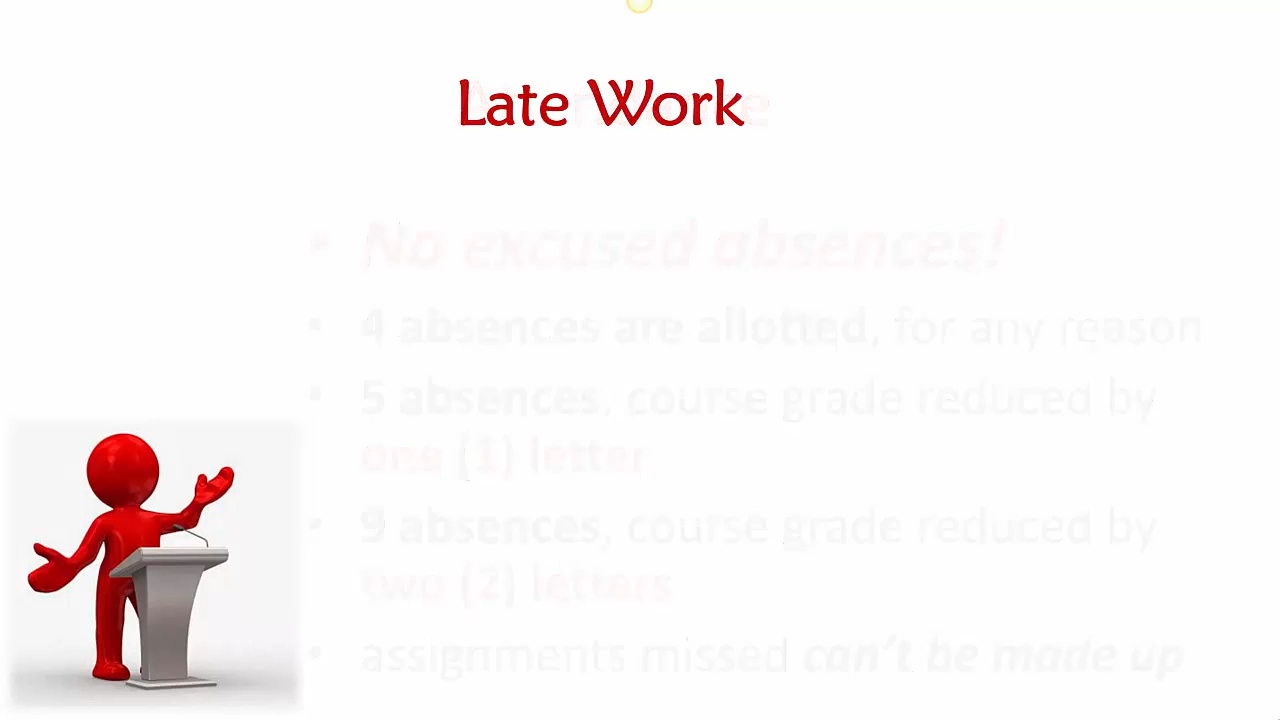 Late Work
• No excused absences!
• 4 absences are allotted, for any reason
• 5 absences, course grade reduced by
one (1) letter
• 9 absences, course grade reduced by
two (2) letters
• assignments missed can't be made up